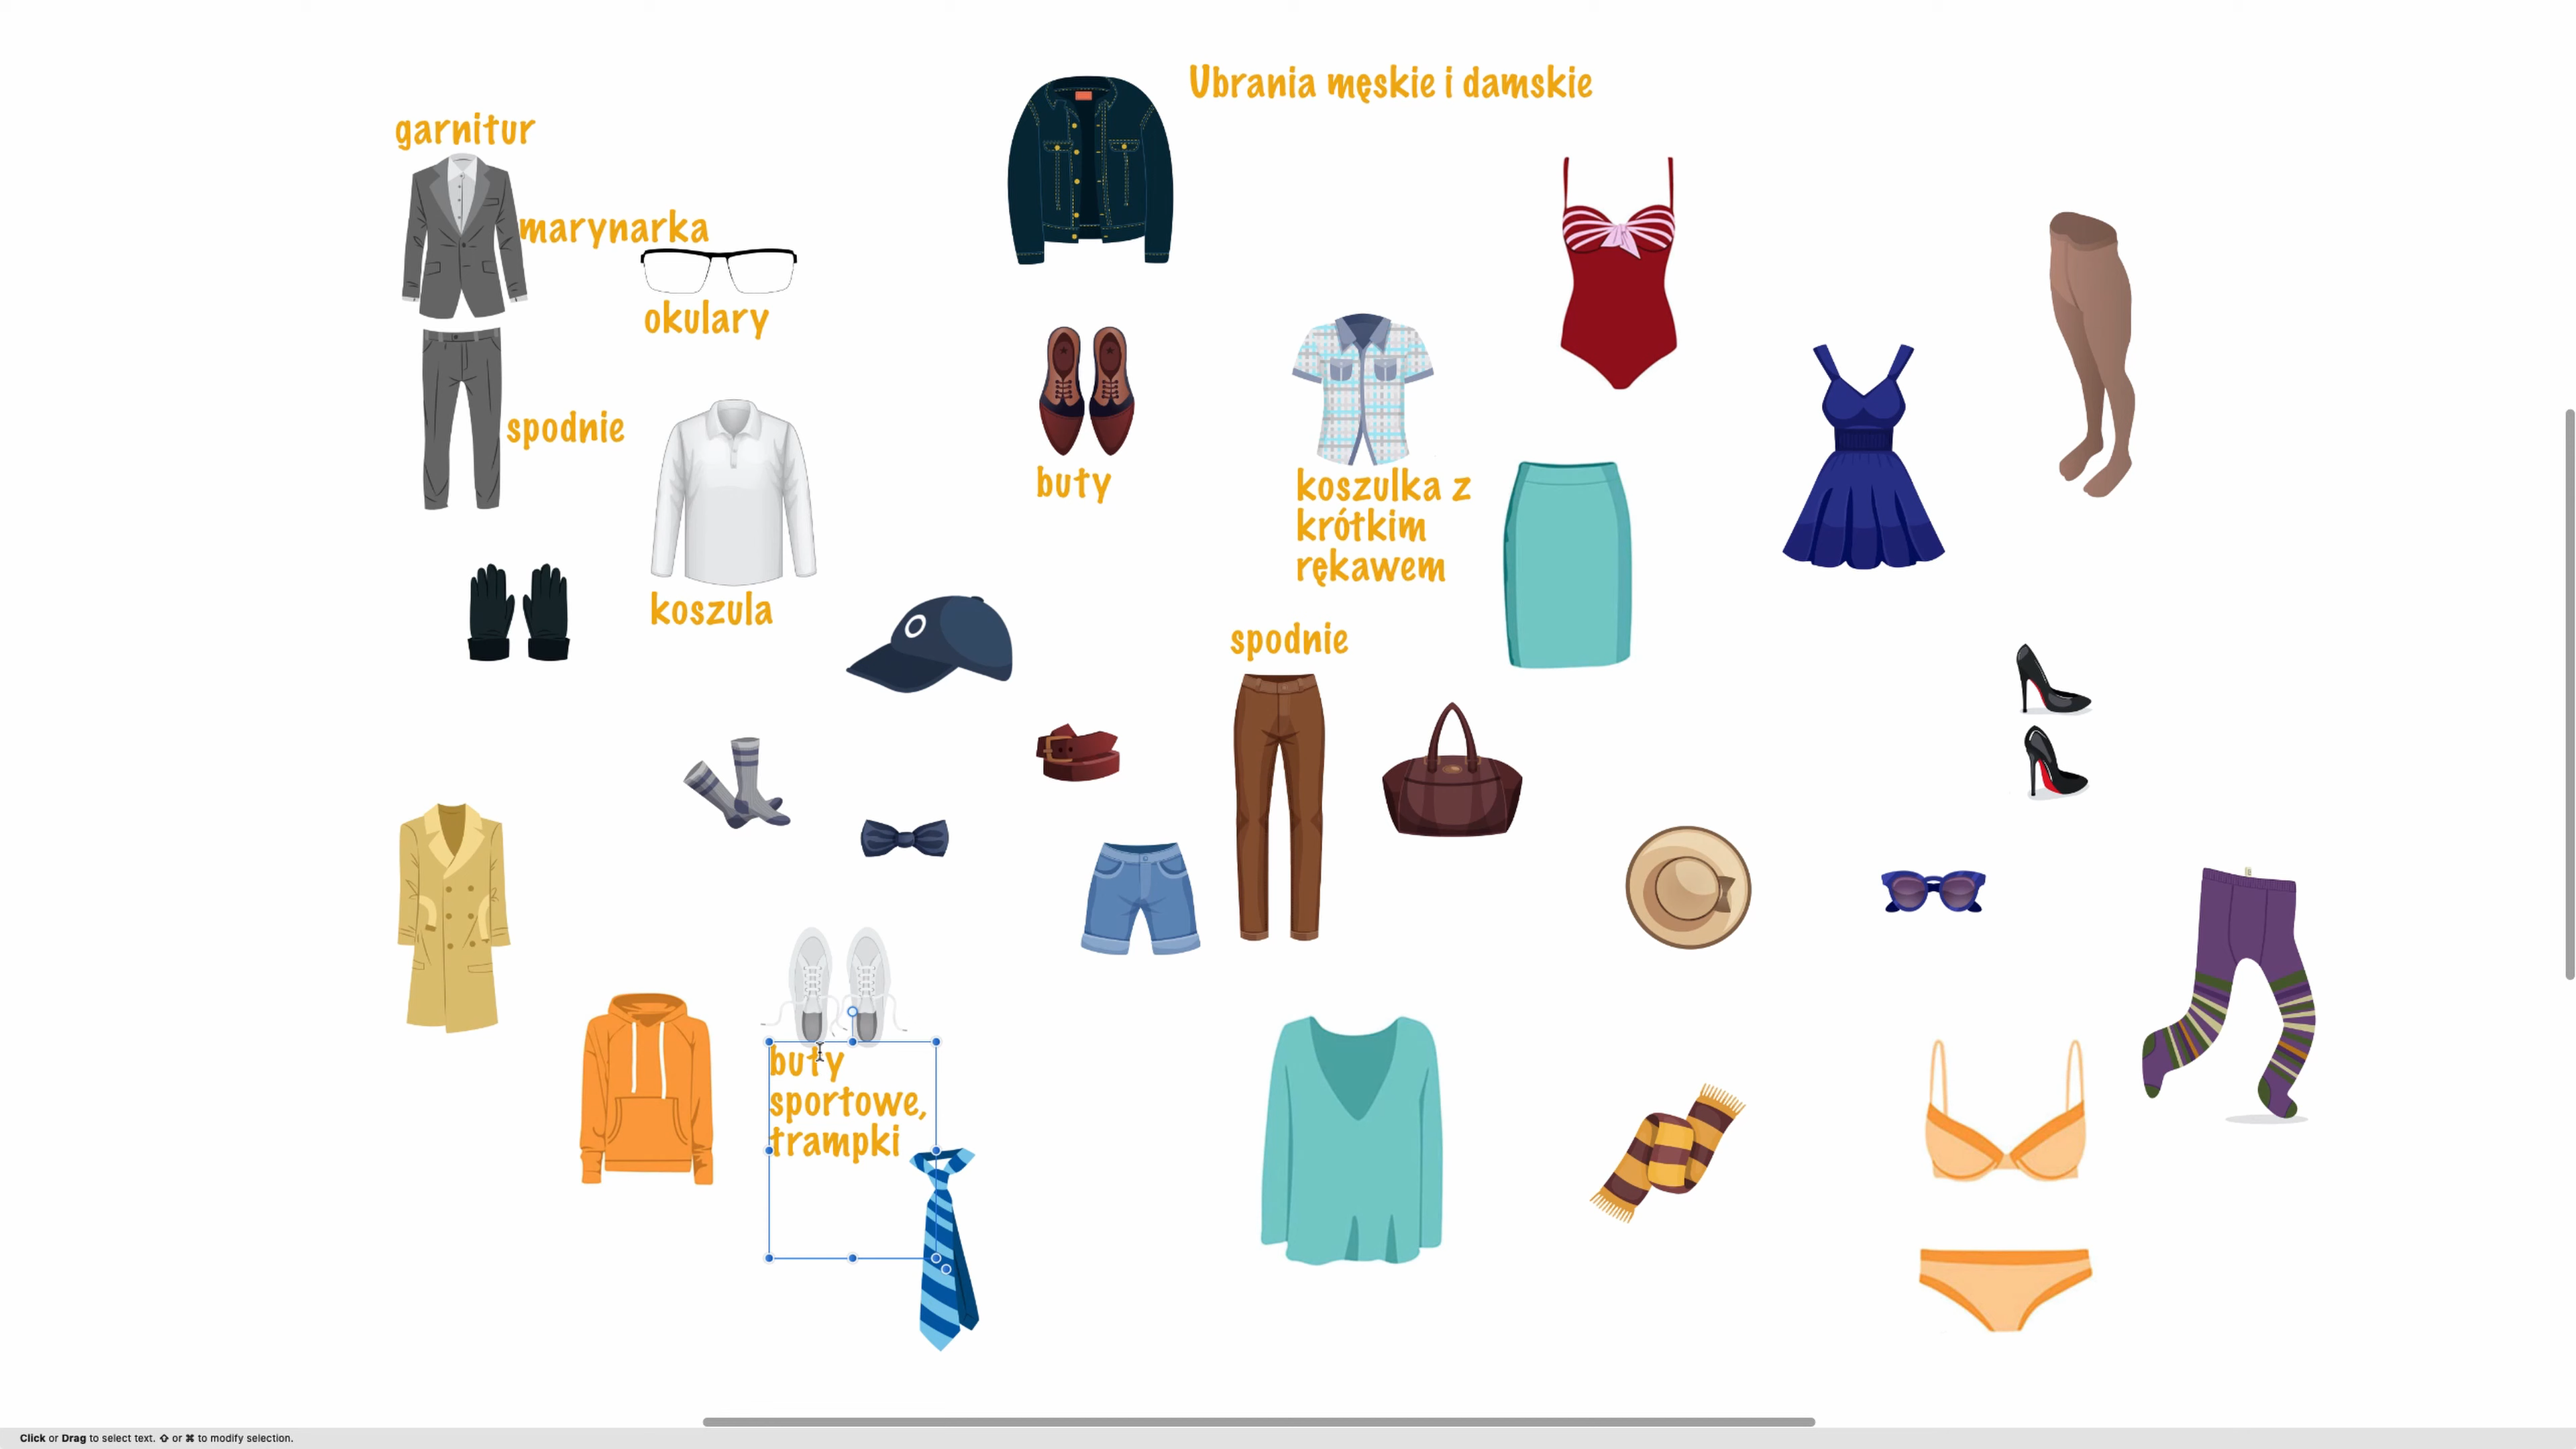 Ubrania męskie i damskie
garnitur
marynarka
okulary
spodnie
buty
koszulka z
krótkim
rękawem
koszula
spodnie
buty
sportowe,
trampki
Click or Drag to select text. ⇧ or ⌘ to modify selection.